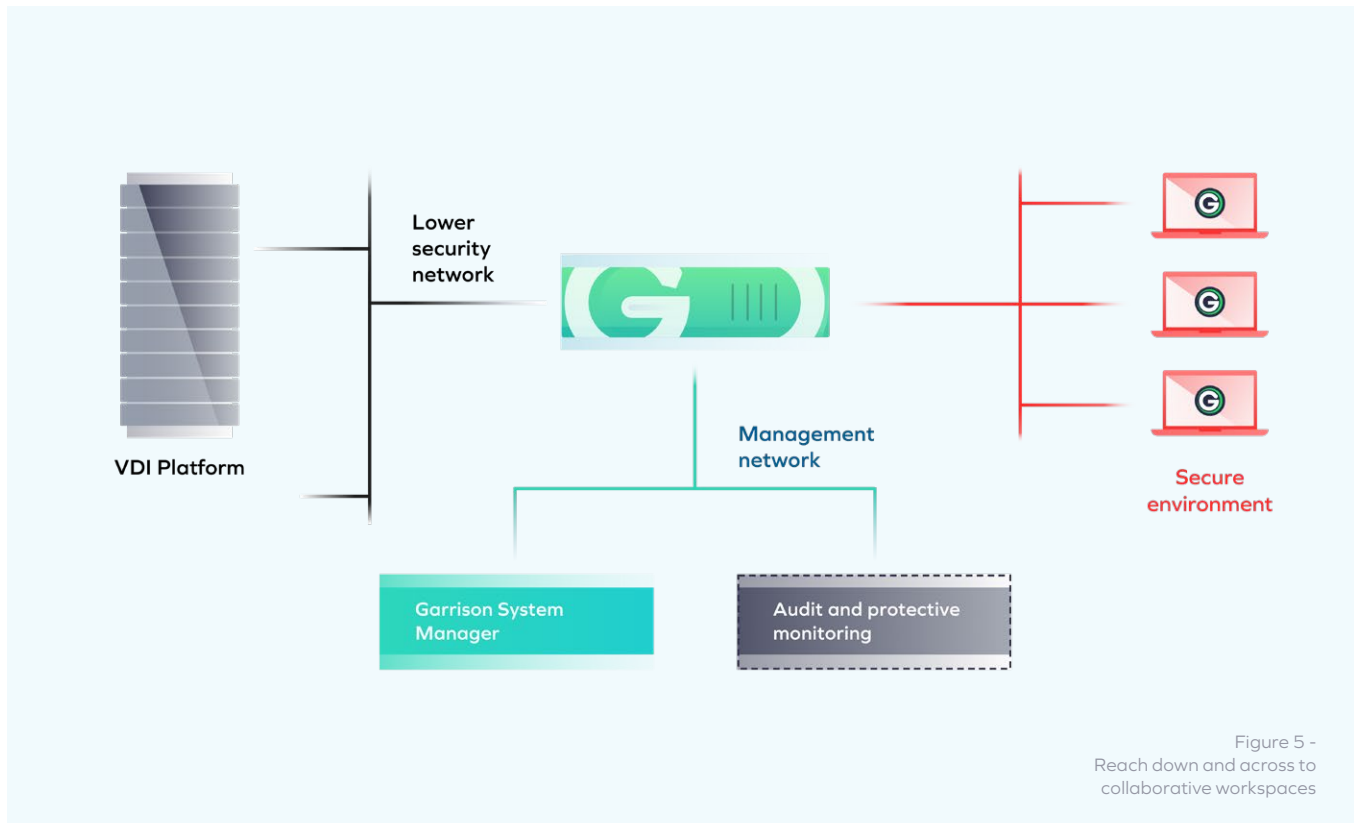 Lower
security
network
VDI Platform
Management
network
Secure
environment
Garrison System
Manager
Audit and protective
monitoring
Figure 5 -
Reach down and across to
collaborative workspaces